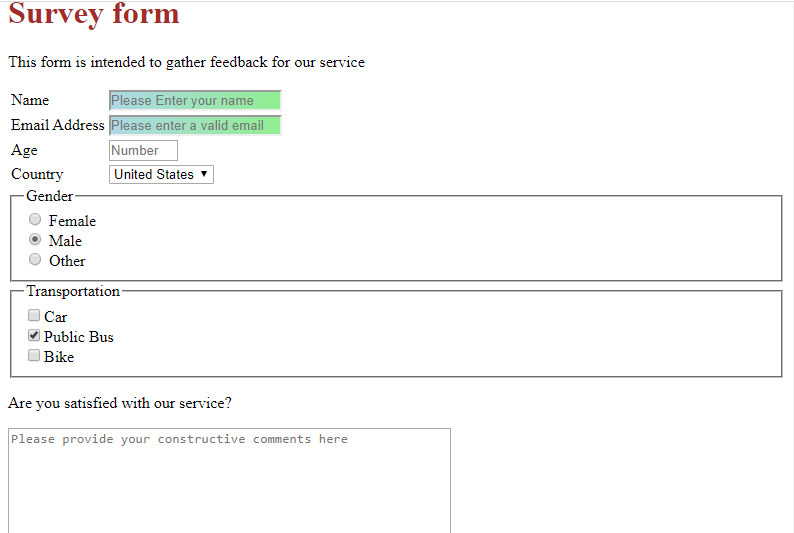 Survey form
This form is intended to gather feedback for our service
Name Please Enter your name
Email Address Please enter a valid email
Age Number
Country United States
Gender
Female
Male
Other
Transportation
Car
Public Bus
Bike
Are you satisfied with our service?
Please provide your constructive comments here